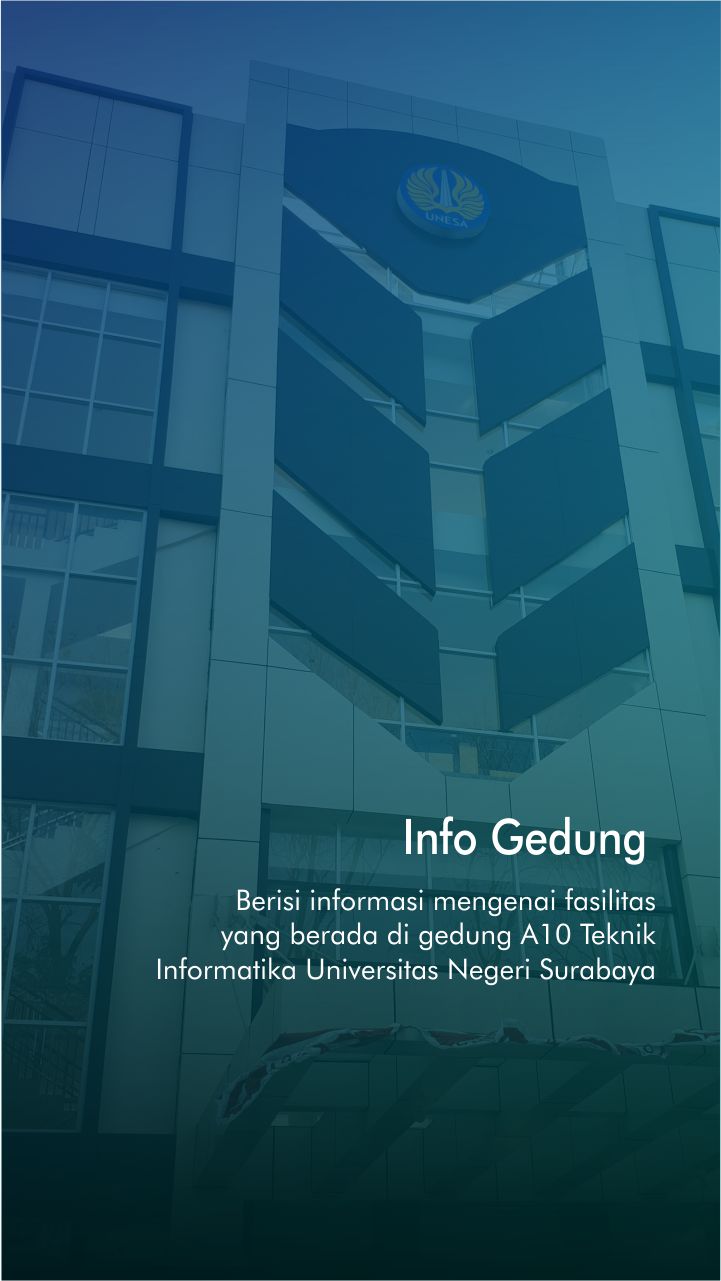 UNESA
Info Gedung
Berisi informasi mengenai fasilitas
yang berada di gedung A10 Teknik
Informatika Universitas Negeri Surabaya